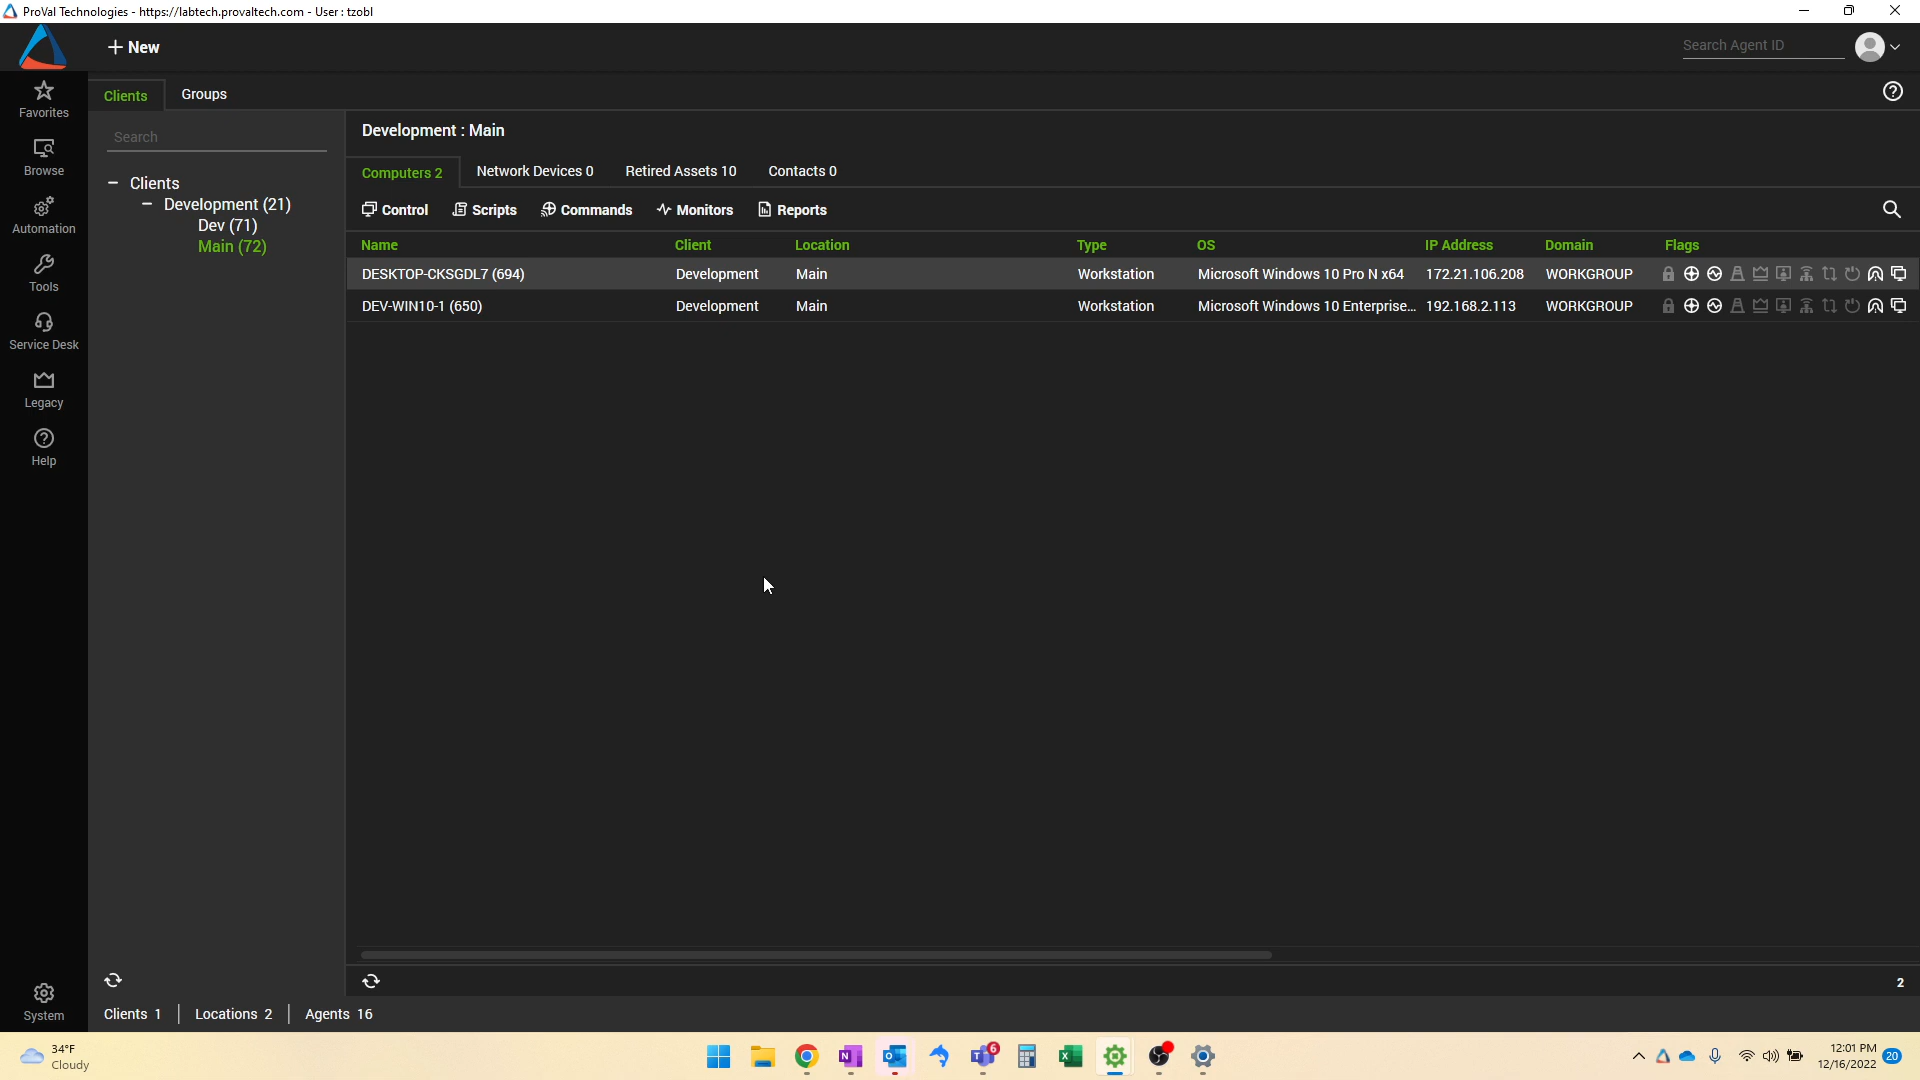 ProVal Technologies - https://labtech.provaltech.com - User : tzobl
New
Search Agent ID
Favorites
Browse
Automation
Tools
Service Desk
Legacy
Help
System
Clients
Groups
Search
Clients
Development (21)
Dev (71)
Main (72)
Development : Main
Computers 2
Network Devices 0
Retired Assets 10
Contacts 0
Control
Scripts
Commands
Monitors
Reports
Name Client Location Type OS IP Address Domain Flags
DESKTOP-CKSGDL7 (694) Development Main Workstation Microsoft Windows 10 Pro N x64 172.21.106.208 WORKGROUP
DEV-WIN10-1 (650) Development Main Workstation Microsoft Windows 10 Enterprise... 192.168.2.113 WORKGROUP
2
Clients 1
Locations 2
Agents 16
34°F
Cloudy
6
12:01 PM
12/16/2022
20